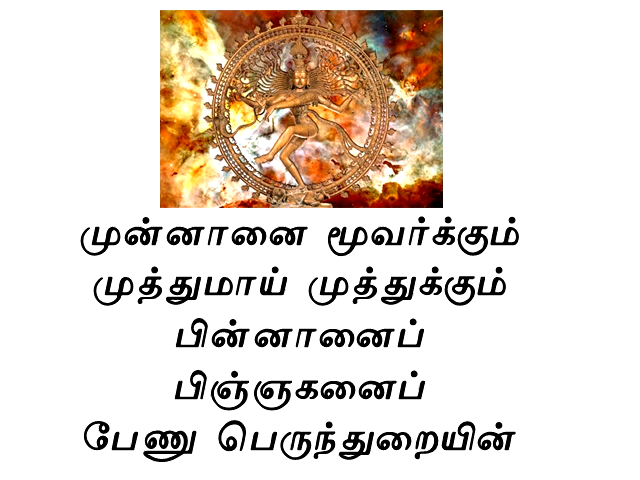 முன்னானை மூவர்க்கும்
முத்துமாய் முத்துக்கும்
பின்னானைப்
பிஞ்ஞகனைப்
பேணு பெருந்துறையின்